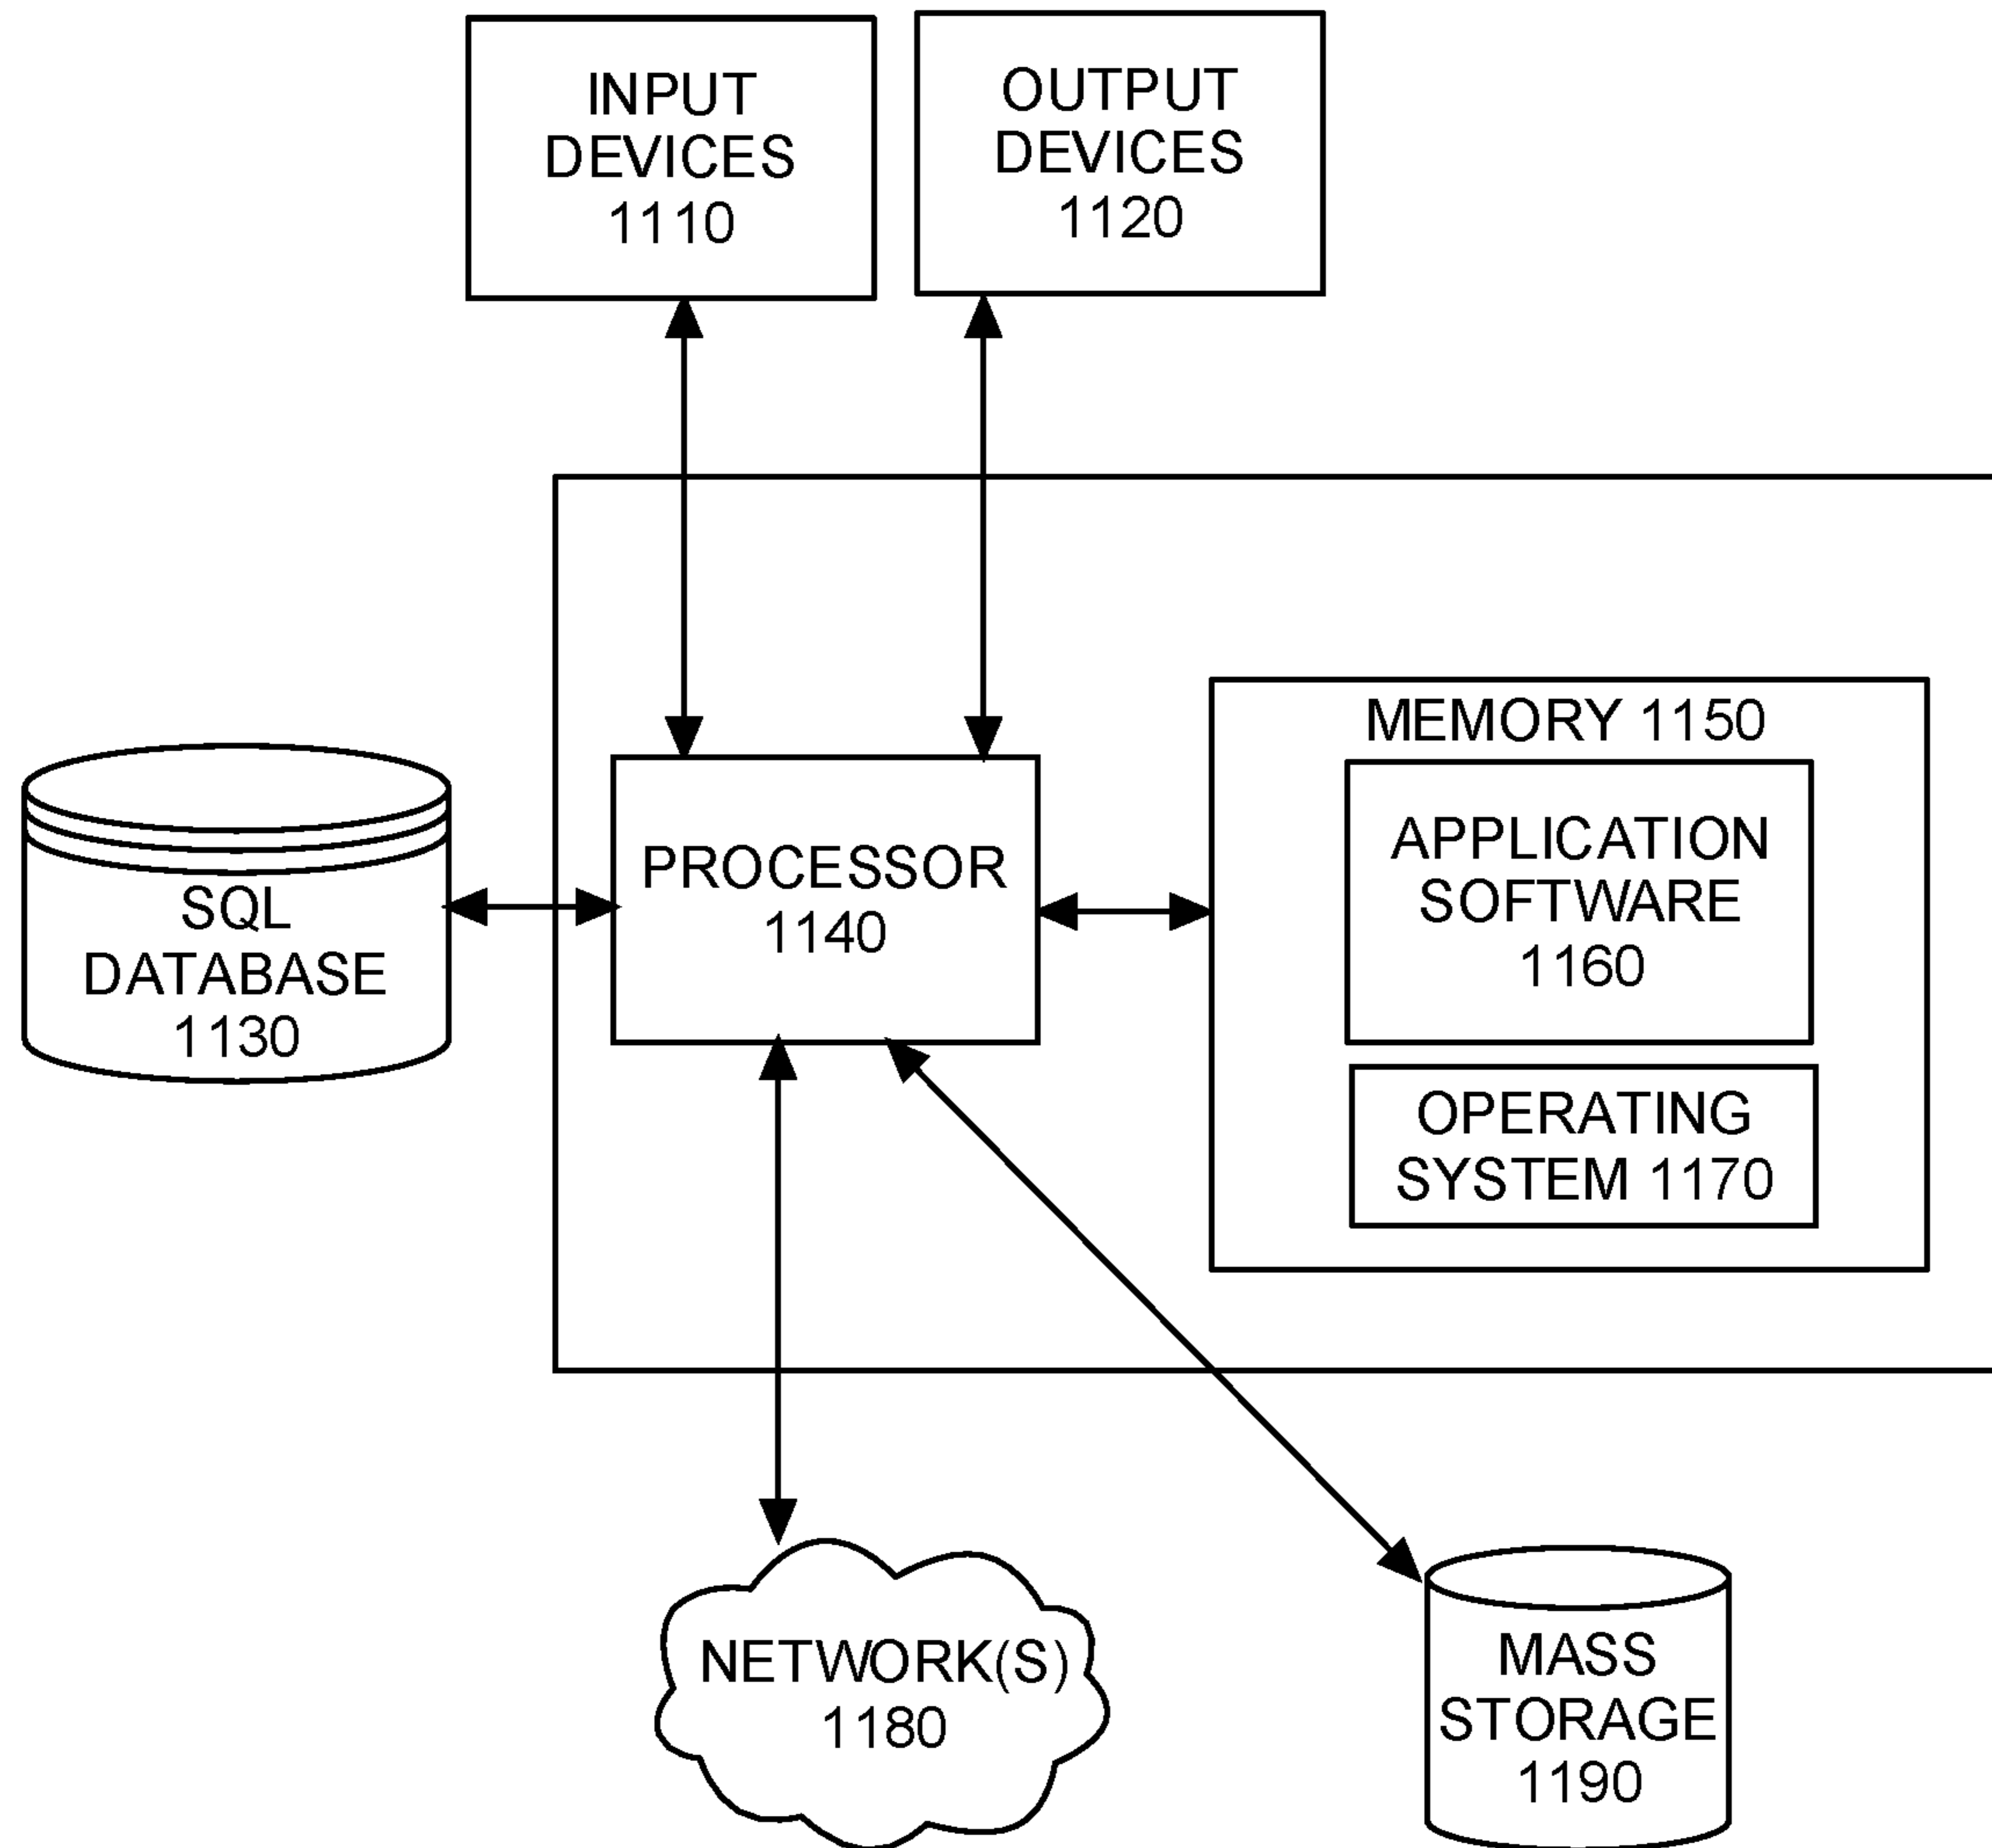 INPUT
DEVICES
1110
OUTPUT
DEVICES
1120
SQL
DATABASE
1130
PROCESSOR
1140
MEMORY 1150
APPLICATION
SOFTWARE
1160
OPERATING
SYSTEM 1170
NETWORK(S)
1180
MASS
STORAGE
1190